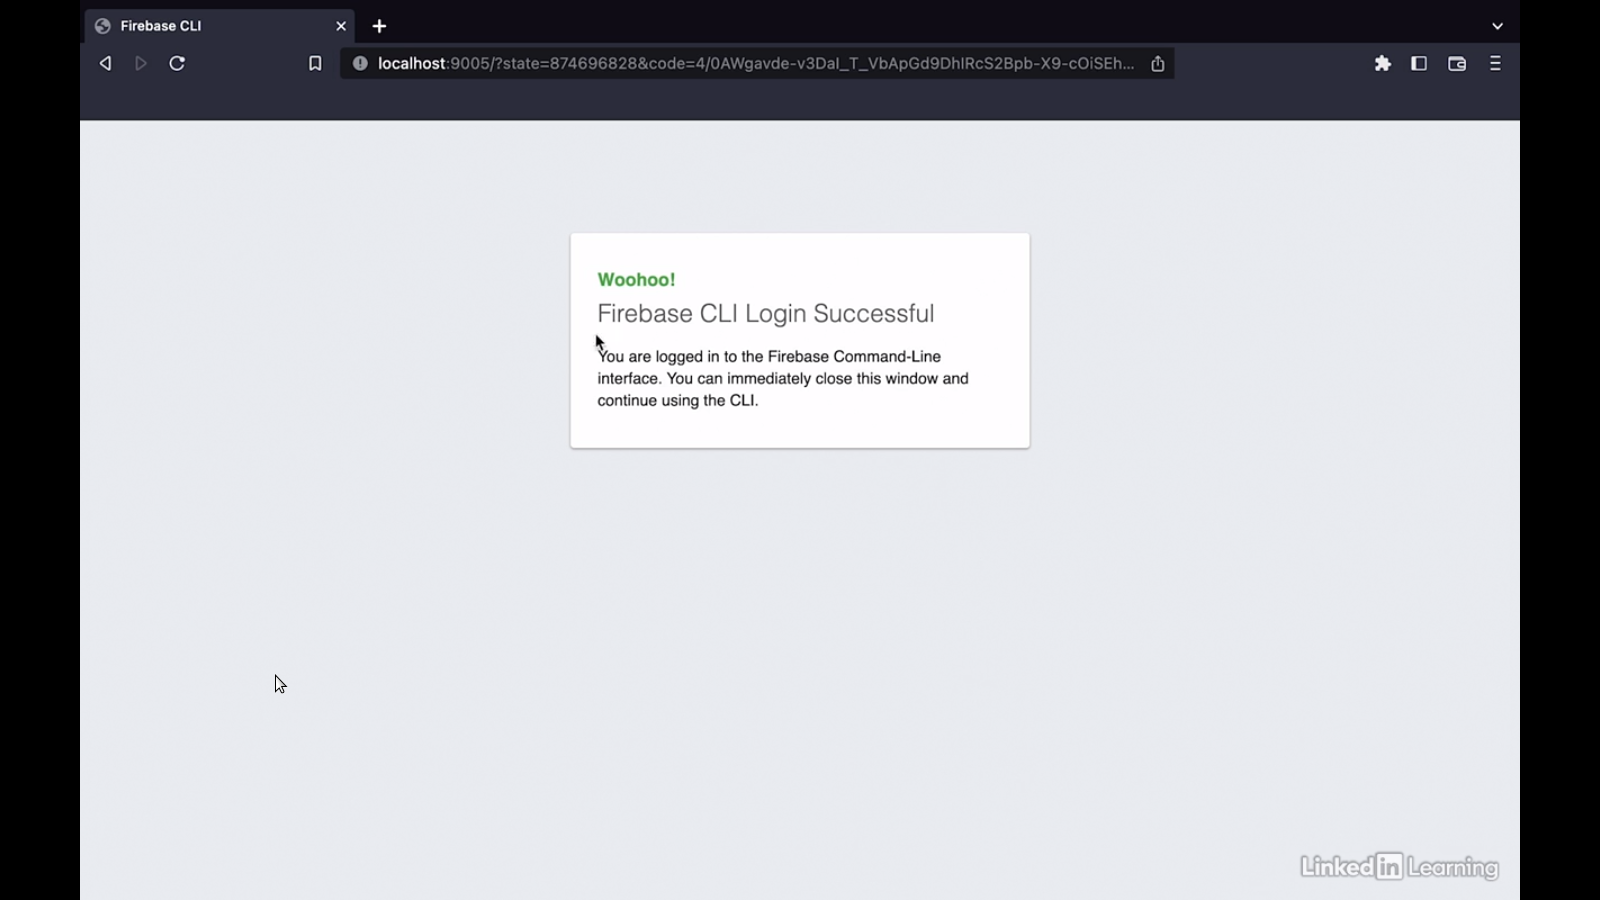 Firebase CLI
localhost:9005/?state=874696828&code=4/0AWgavde-v3Dal_T_VbApGd9DhlRcS2Bpb-X9-cOiSEh...
Woohoo!
Firebase CLI Login Successful
You are logged in to the Firebase Command-Line
interface. You can immediately close this window and
continue using the CLI.
LinkedIn Learning